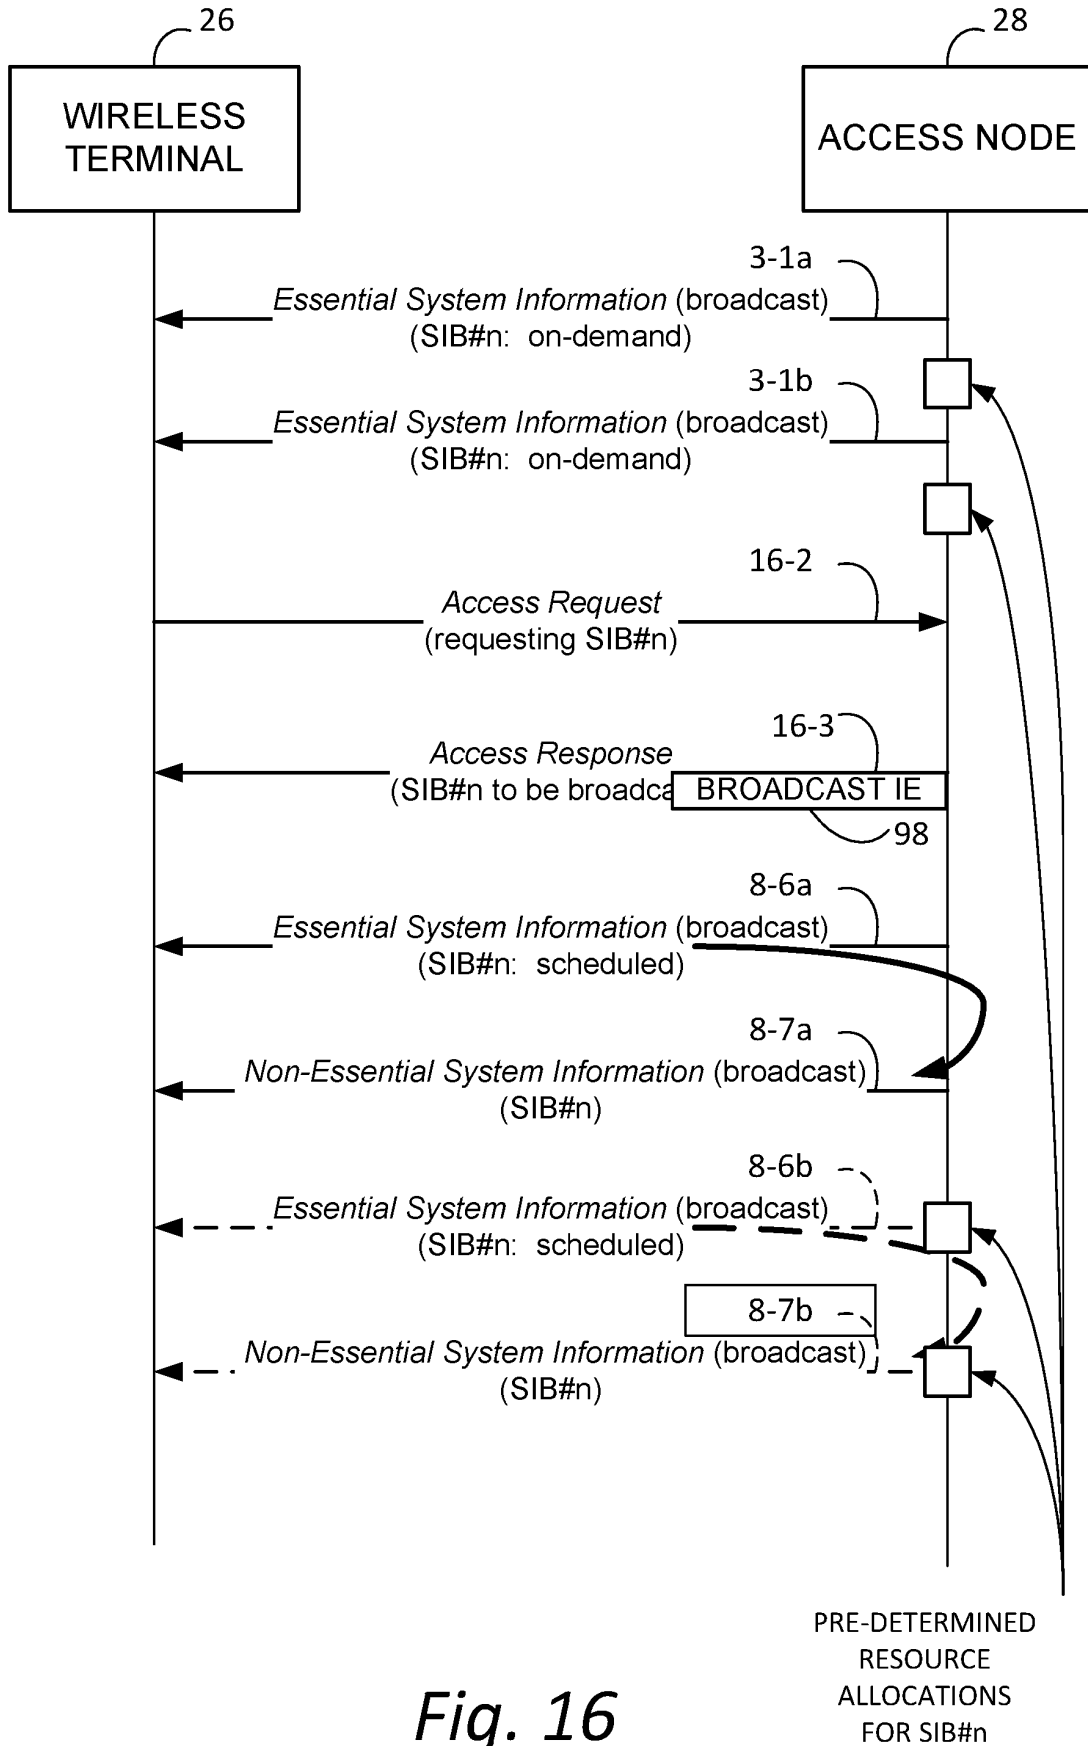 26
28
WIRELESS
TERMINAL
ACCESS NODE
3-1a
Essential System Information (broadcast)
(SIB#n: on-demand)
3-1b
Essential System Information (broadcast)
(SIB#n: on-demand)
16-2
Access Request
(requesting SIB#n)
16-3
Access Response
(SIB#n to be broadca
BROADCAST IE
98
8-6a
Essential System Information (broadcast)
(SIB#n: scheduled)
8-7a
Non-Essential System Information (broadcast)
(SIB#n)
8-6b
Essential System Information (broadcast)
(SIB#n: scheduled)
8-7b
Non-Essential System Information (broadcast)
(SIB#n)
PRE-DETERMINED
RESOURCE
ALLOCATIONS
FOR SIB#n
Fig. 16